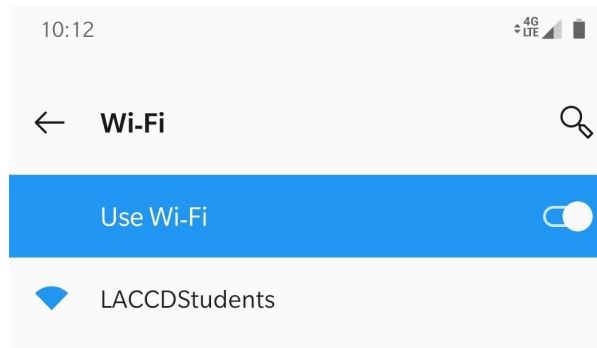 10:12
4G
LTE
Wi-Fi
Use Wi-Fi
LACCDStudents